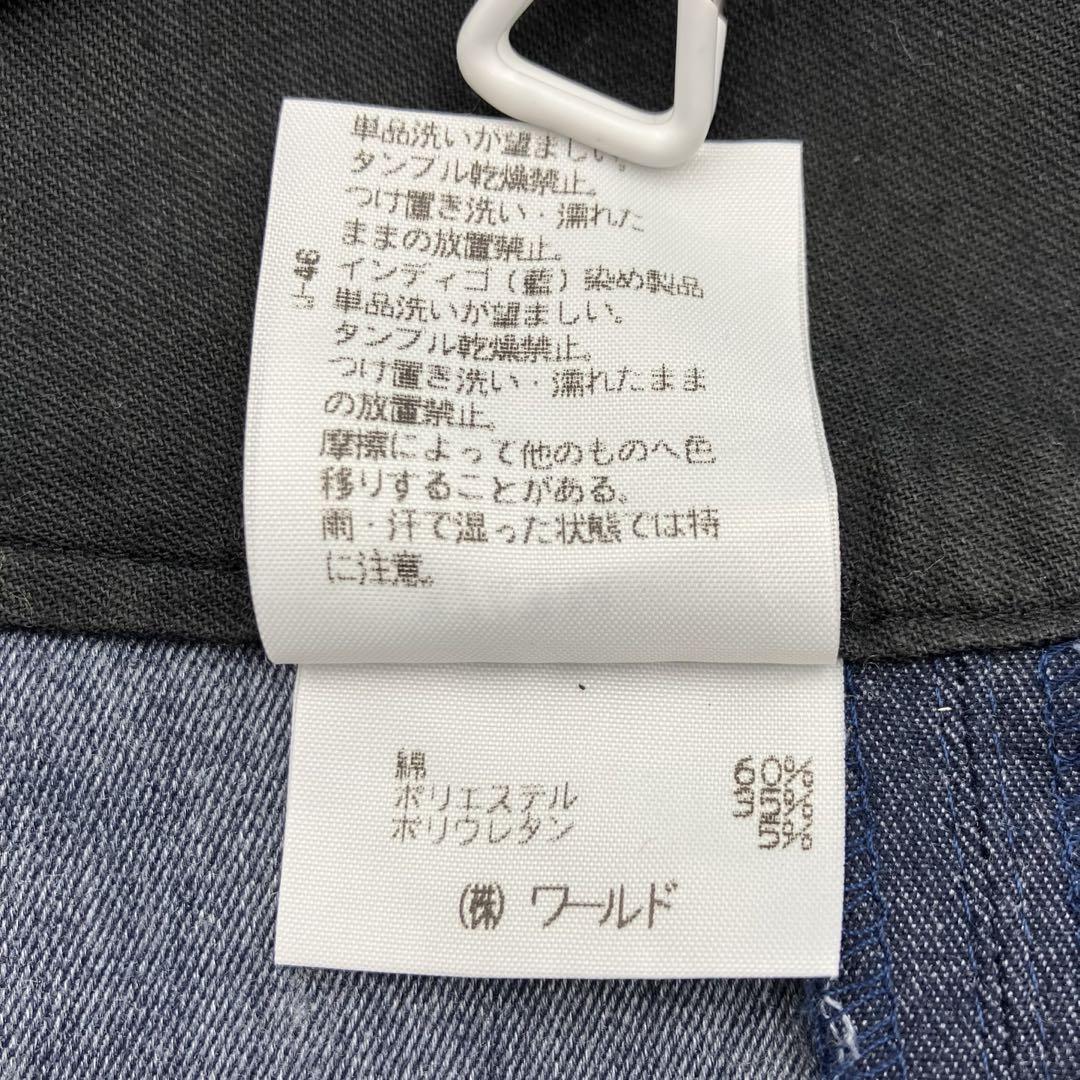 単品洗いが望ましい。
タンブル乾燥禁止。
つけ置き洗い・濡れた
ままの放置禁止。
インディゴ(藍)染め製品
単品洗いが望ましい。
タンブル乾燥禁止。
つけ置き洗い・濡れたまま
の放置禁止。
摩擦によって他のものへ色
移りすることがある。
雨・汗で湿った状態では特
に注意。
綿 60%
ポリエステル 35%
ポリウレタン 5%
(株) ワールド